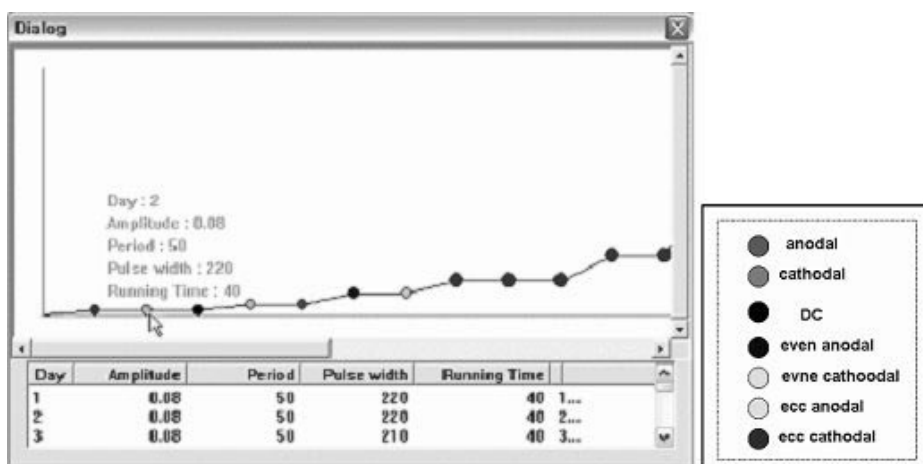 Dialog
Day : 2
Amplitude : 0.08
Period : 50
Pulse width : 220
Running Time : 40
Day Amplitude Period Pulse width Running Time
1 0.08 50 220 40 1...
2 0.08 50 220 40 2...
3 0.08 50 210 40 3...
anodal
cathodal
DC
even anodal
evne cathoodal
ecc anodal
ecc cathodal